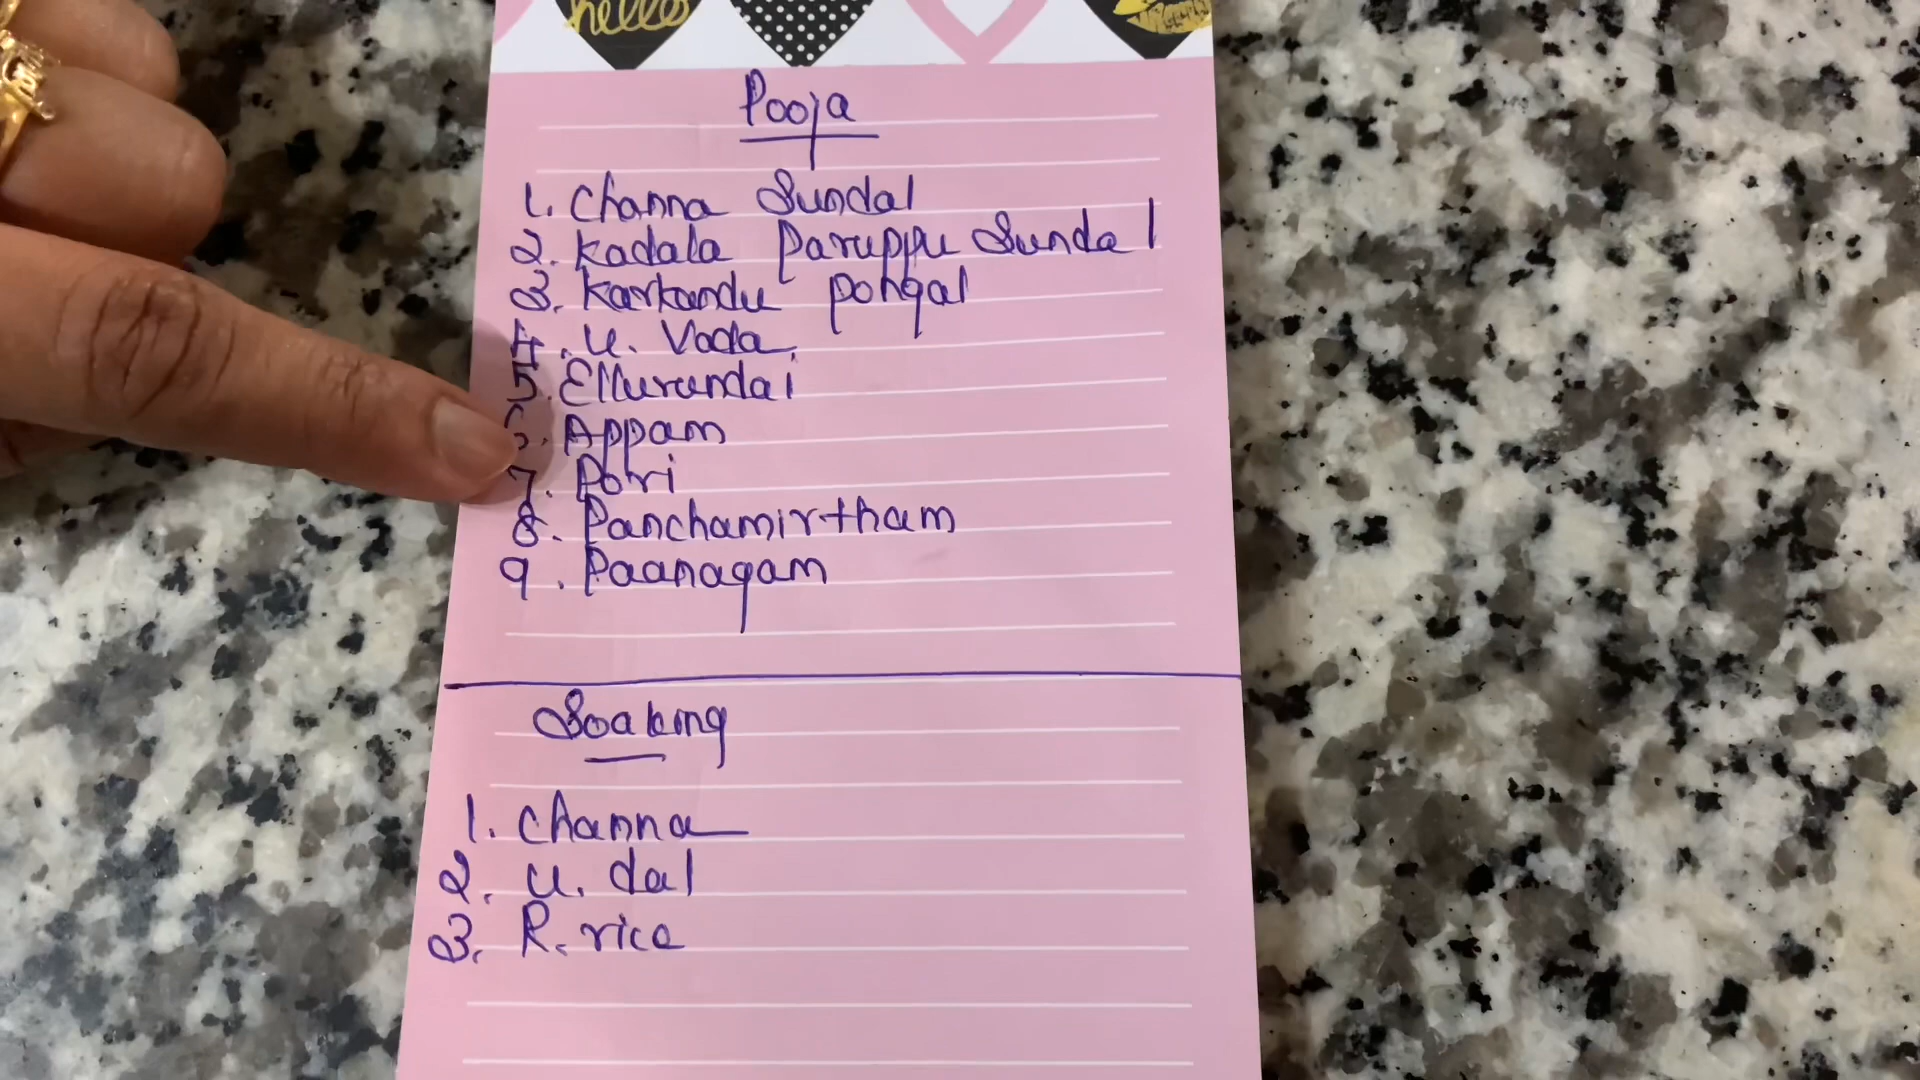 hello
Pooja
1. Channa Sundal
2. Kadala Paruppu Sundal
3. Karkandu Pongal
4. U. Vada.
5. Ellurundai
6. Appam
7. Pori
8. Panchamirtham
9. Paanagam
Soaking
1. Channa
2. U. dal
3. R. rice